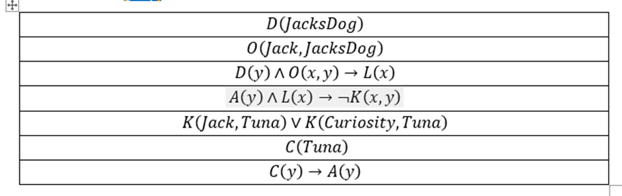 D(JacksDog)
O(Jack, JacksDog)
D(y) ∧ O(x, y) → L(x)
A(y) ∧ L(x) → ¬K(x, y)
K(Jack, Tuna) ∨ K(Curiosity, Tuna)
C(Tuna)
C(y) → A(y)